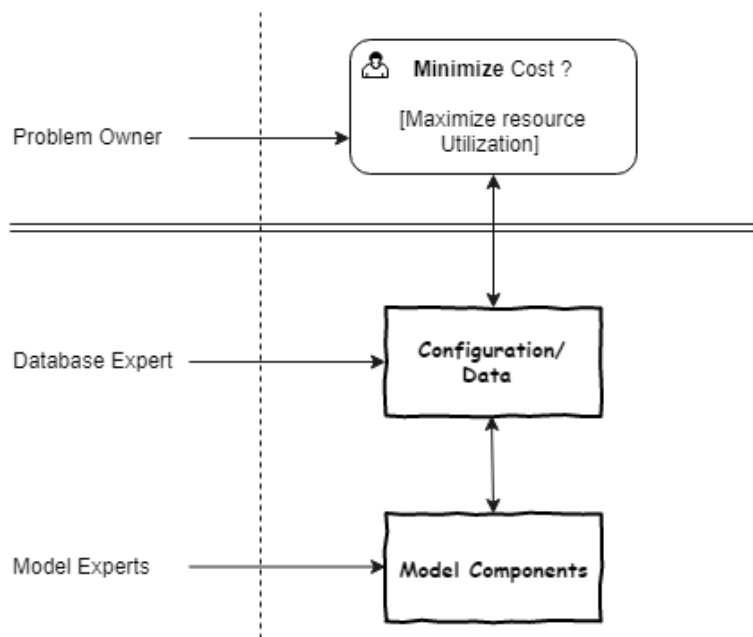 Minimize Cost ?
[Maximize resource
Utilization]
Problem Owner
Configuration/
Data
Database Expert
Model Components
Model Experts